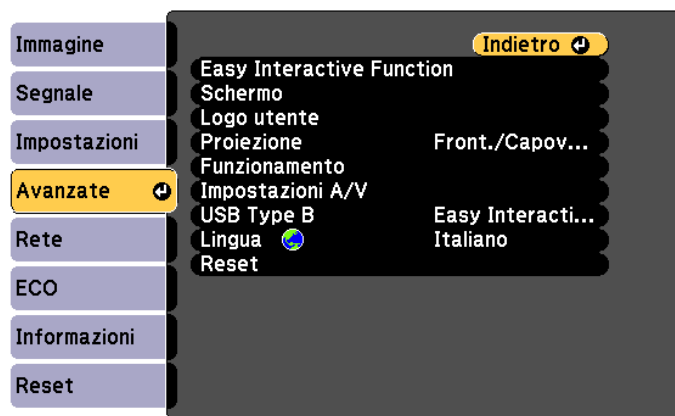 Immagine
Segnale
Impostazioni
Avanzate
Rete
ECO
Informazioni
Reset
Indietro
Easy Interactive Function
Schermo
Logo utente
Proiezione Front./Capov...
Funzionamento
Impostazioni A/V
USB Type B Easy Interacti...
Lingua Italiano
Reset